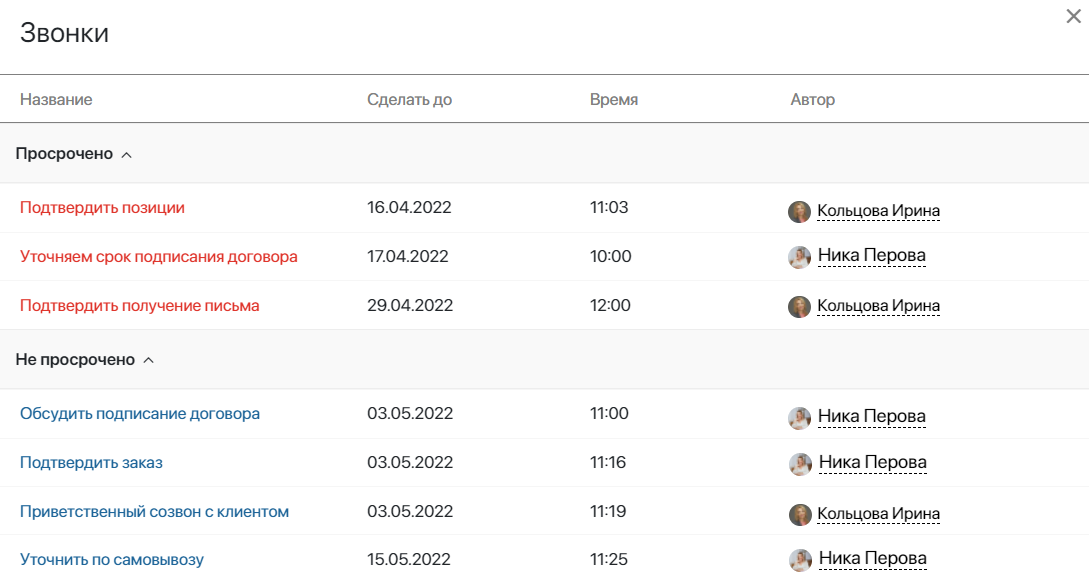 Звонки
Название Сделать до Время Автор
Просрочено
Подтвердить позиции 16.04.2022 11:03 Кольцова Ирина
Уточняем срок подписания договора 17.04.2022 10:00 Ника Перова
Подтвердить получение письма 29.04.2022 12:00 Кольцова Ирина
Не просрочено
Обсудить подписание договора 03.05.2022 11:00 Ника Перова
Подтвердить заказ 03.05.2022 11:16 Ника Перова
Приветственный созвон с клиентом 03.05.2022 11:19 Кольцова Ирина
Уточнить по самовывозу 15.05.2022 11:25 Ника Перова